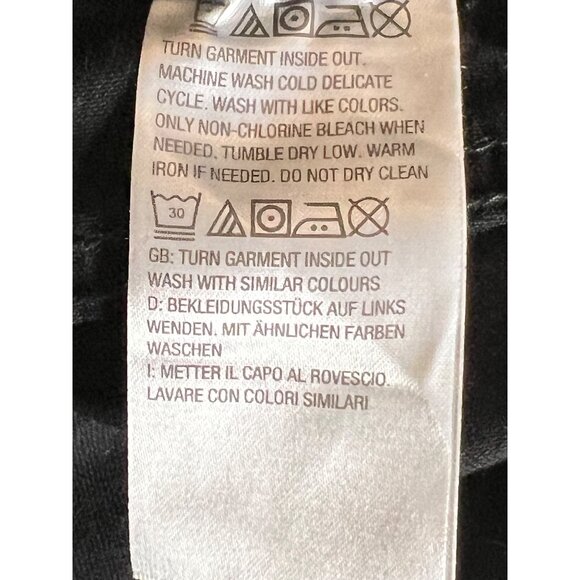 TURN GARMENT INSIDE OUT.
MACHINE WASH COLD DELICATE
CYCLE. WASH WITH LIKE COLORS.
ONLY NON-CHLORINE BLEACH WHEN
NEEDED. TUMBLE DRY LOW. WARM
IRON IF NEEDED. DO NOT DRY CLEAN
30
GB: TURN GARMENT INSIDE OUT
WASH WITH SIMILAR COLOURS
D: BEKLEIDUNGSSTÜCK AUF LINKS
WENDEN. MIT ÄHNLICHEN FARBEN
WASCHEN
I: METTER IL CAPO AL ROVESCIO.
LAVARE CON COLORI SIMILARI